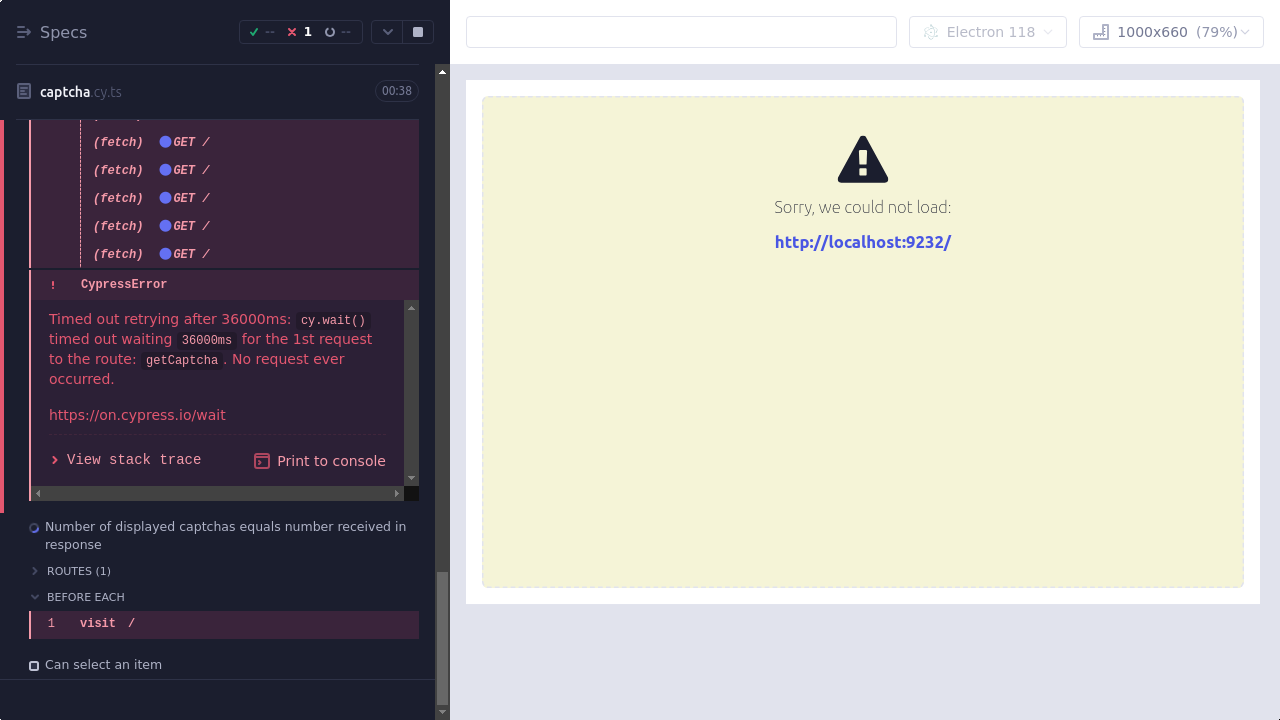 Specs
-- 1 --
Electron 118
1000x660 (79%)
captcha.cy.ts
00:38
(fetch) GET /
(fetch) GET /
(fetch) GET /
(fetch) GET /
(fetch) GET /
! CypressError
Timed out retrying after 36000ms: cy.wait()
timed out waiting 36000ms for the 1st request
to the route: getCaptcha. No request ever
occurred.
https://on.cypress.io/wait
View stack trace
Print to console
Number of displayed captchas equals number received in
response
ROUTES (1)
BEFORE EACH
1 visit /
Can select an item
Sorry, we could not load:
http://localhost:9232/